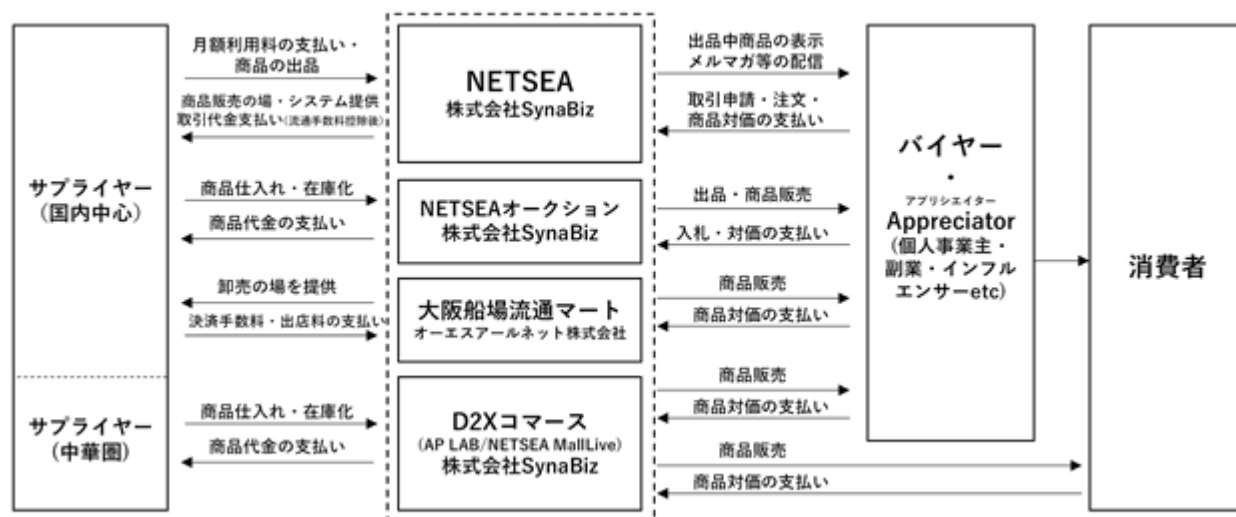 サプライヤー
(国内中心)
サプライヤー
(中華圏)
月額利用料の支払い・
商品の出品
商品販売の場・システム提供
取引代金支払い(流通手数料控除後)
商品仕入れ・在庫化
商品代金の支払い
卸売の場を提供
決済手数料・出店料の支払い
商品仕入れ・在庫化
商品代金の支払い
NETSEA
株式会社SynaBiz
NETSEAオークション
株式会社SynaBiz
大阪船場流通マート
オーエスアールネット株式会社
D2Xコマース
(AP LAB/NETSEA MallLive)
株式会社SynaBiz
出品中商品の表示
メルマガ等の配信
取引申請・注文・
商品対価の支払い
出品・商品販売
入札・対価の支払い
商品販売
商品対価の支払い
商品販売
商品対価の支払い
商品販売
商品対価の支払い
バイヤー
・
アプリシエイター
Appreciator
(個人事業主・
副業・インフル
エンサーetc)
消費者